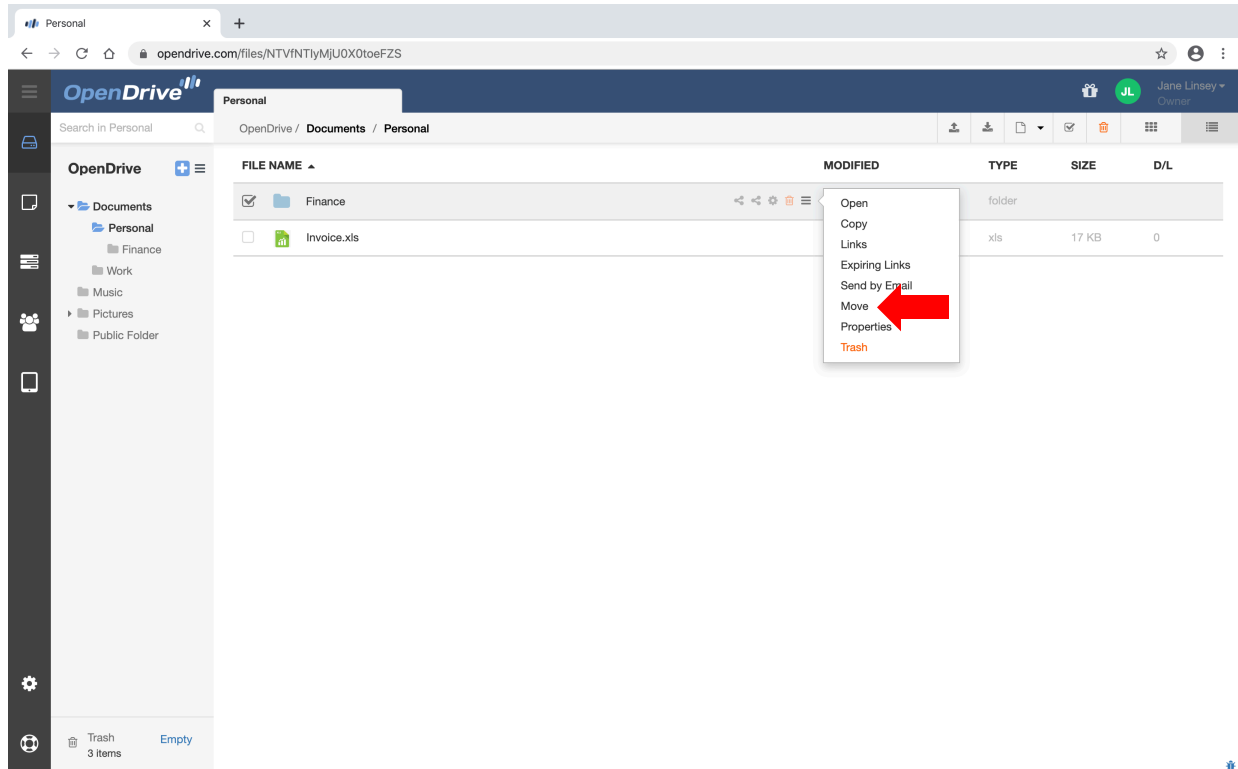 Personal
opendrive.com/files/NTVfNTIyMjU0X0toeFZS
OpenDrive
Personal
JL
Jane Linsey
Owner
Search in Personal
OpenDrive / Documents / Personal
OpenDrive
FILE NAME
MODIFIED
TYPE
SIZE
D/L
Documents
Personal
Finance
Work
Music
Pictures
Public Folder
Finance
folder
Invoice.xls
xls
17 KB
0
Open
Copy
Links
Expiring Links
Send by Email
Move
Properties
Trash
Trash
Empty
3 items